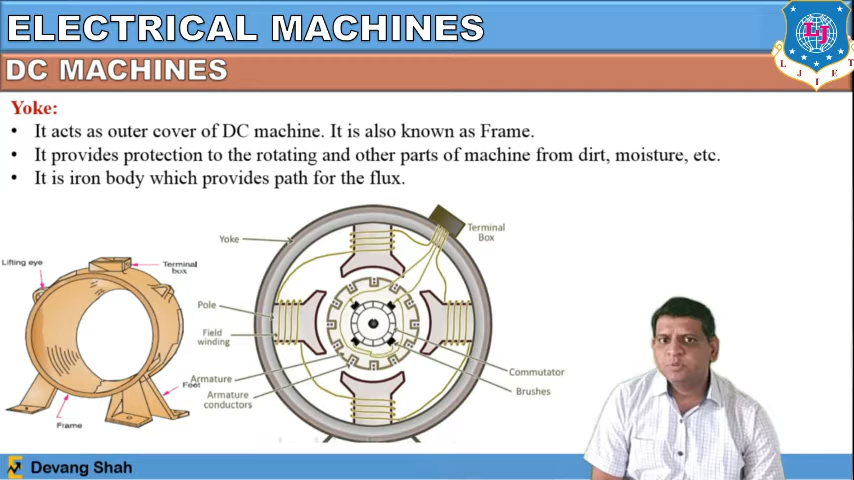 ELECTRICAL MACHINES
DC MACHINES
LJ
L J I E T
Yoke:
• It acts as outer cover of DC machine. It is also known as Frame.
• It provides protection to the rotating and other parts of machine from dirt, moisture, etc.
• It is iron body which provides path for the flux.
Lifting eye
Terminal
box
Feet
Frame
Yoke
Terminal
Box
Pole
Field
winding
Armature
Armature
conductors
Commutator
Brushes
Devang Shah